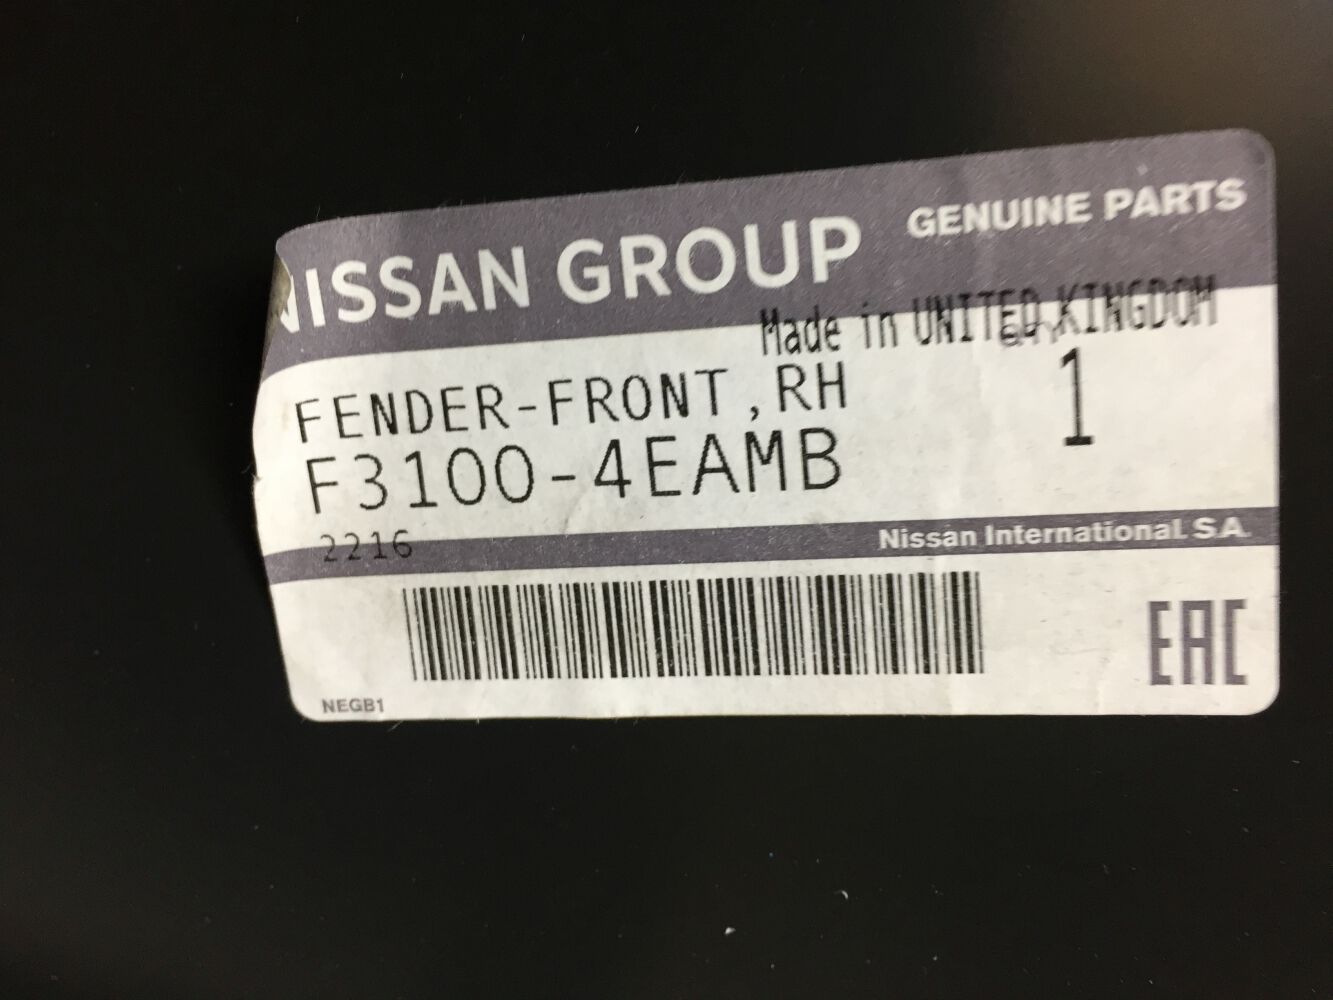 NISSAN GROUP GENUINE PARTS
Made in UNITED KINGDOM
FENDER-FRONT,RH 1
F3100-4EAMB
2216 Nissan International S.A.
NEGB1 EAC